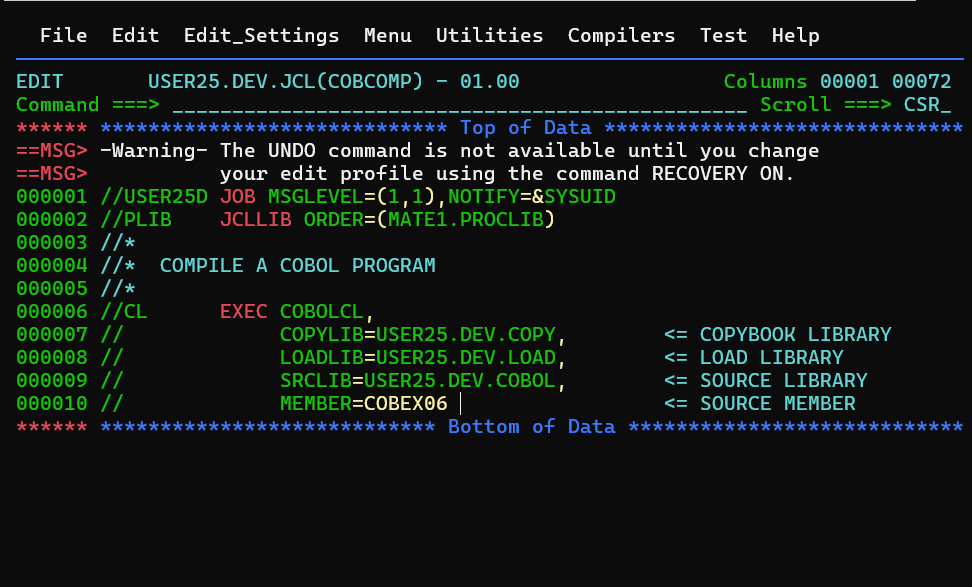 File  Edit  Edit_Settings  Menu  Utilities  Compilers  Test  Help
EDIT       USER25.DEV.JCL(COBCOMP) - 01.00                 Columns 00001 00072
Command ===> ________________________________________________ Scroll ===> CSR_
****** ***************************** Top of Data ******************************
==MSG> -Warning- The UNDO command is not available until you change
==MSG>           your edit profile using the command RECOVERY ON.
000001 //USER25D JOB MSGLEVEL=(1,1),NOTIFY=&SYSUID
000002 //PLIB    JCLLIB ORDER=(MATE1.PROCLIB)
000003 //*
000004 //*  COMPILE A COBOL PROGRAM
000005 //*
000006 //CL      EXEC COBOLCL,
000007 //             COPYLIB=USER25.DEV.COPY,        <= COPYBOOK LIBRARY
000008 //             LOADLIB=USER25.DEV.LOAD,        <= LOAD LIBRARY
000009 //             SRCLIB=USER25.DEV.COBOL,        <= SOURCE LIBRARY
000010 //             MEMBER=COBEX06                  <= SOURCE MEMBER
****** **************************** Bottom of Data ****************************